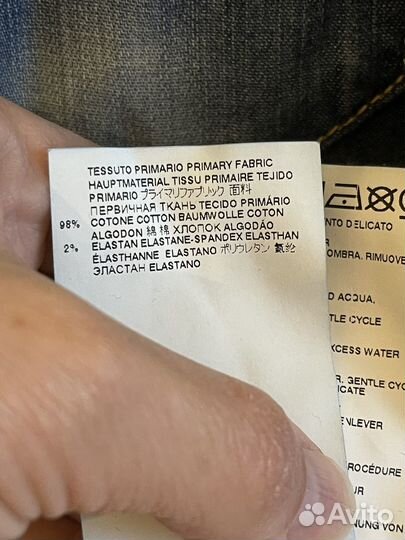 TESSUTO PRIMARIO PRIMARY FABRIC
HAUPTMATERIAL TISSU PRIMAIRE TEJIDO
PRIMARIO プライマリファブリック 面料
ПЕРВИЧНАЯ ТКАНЬ TECIDO PRIMÁRIO
98% COTONE COTTON BAUMWOLLE COTON
ALGODON 綿 棉 ХЛОПОК ALGODÃO
2% ELASTAN ELASTANE-SPANDEX ELASTHAN
ÉLASTHANNE ELASTANO ポリウレタン 氨纶
ЭЛАСТАН ELASTANO
NTO DELICATO
OMBRA. RIMUOVE
D ACQUA.
TLE CYCLE
XCESS WATER
R. GENTLE CYC
ENLEVER
ROCÉDURE
UR
Avito